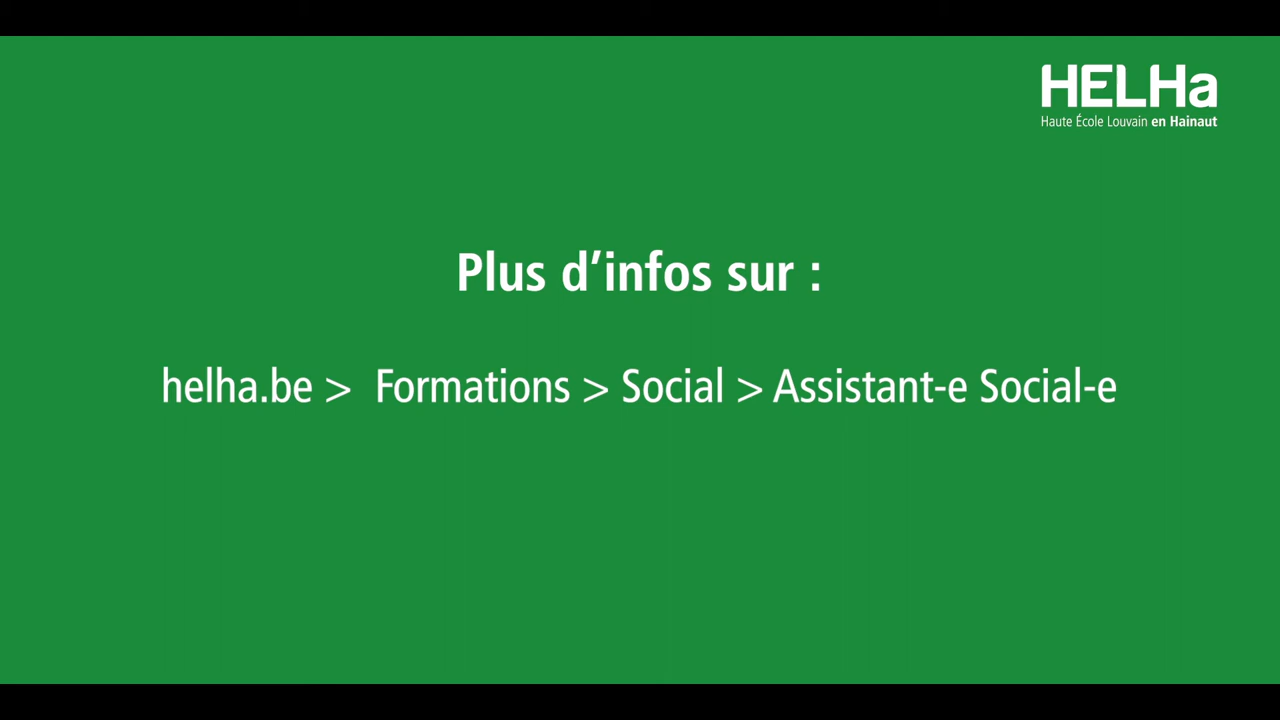 HELHa
Haute École Louvain en Hainaut
Plus d’infos sur :
helha.be > Formations > Social > Assistant-e Social-e